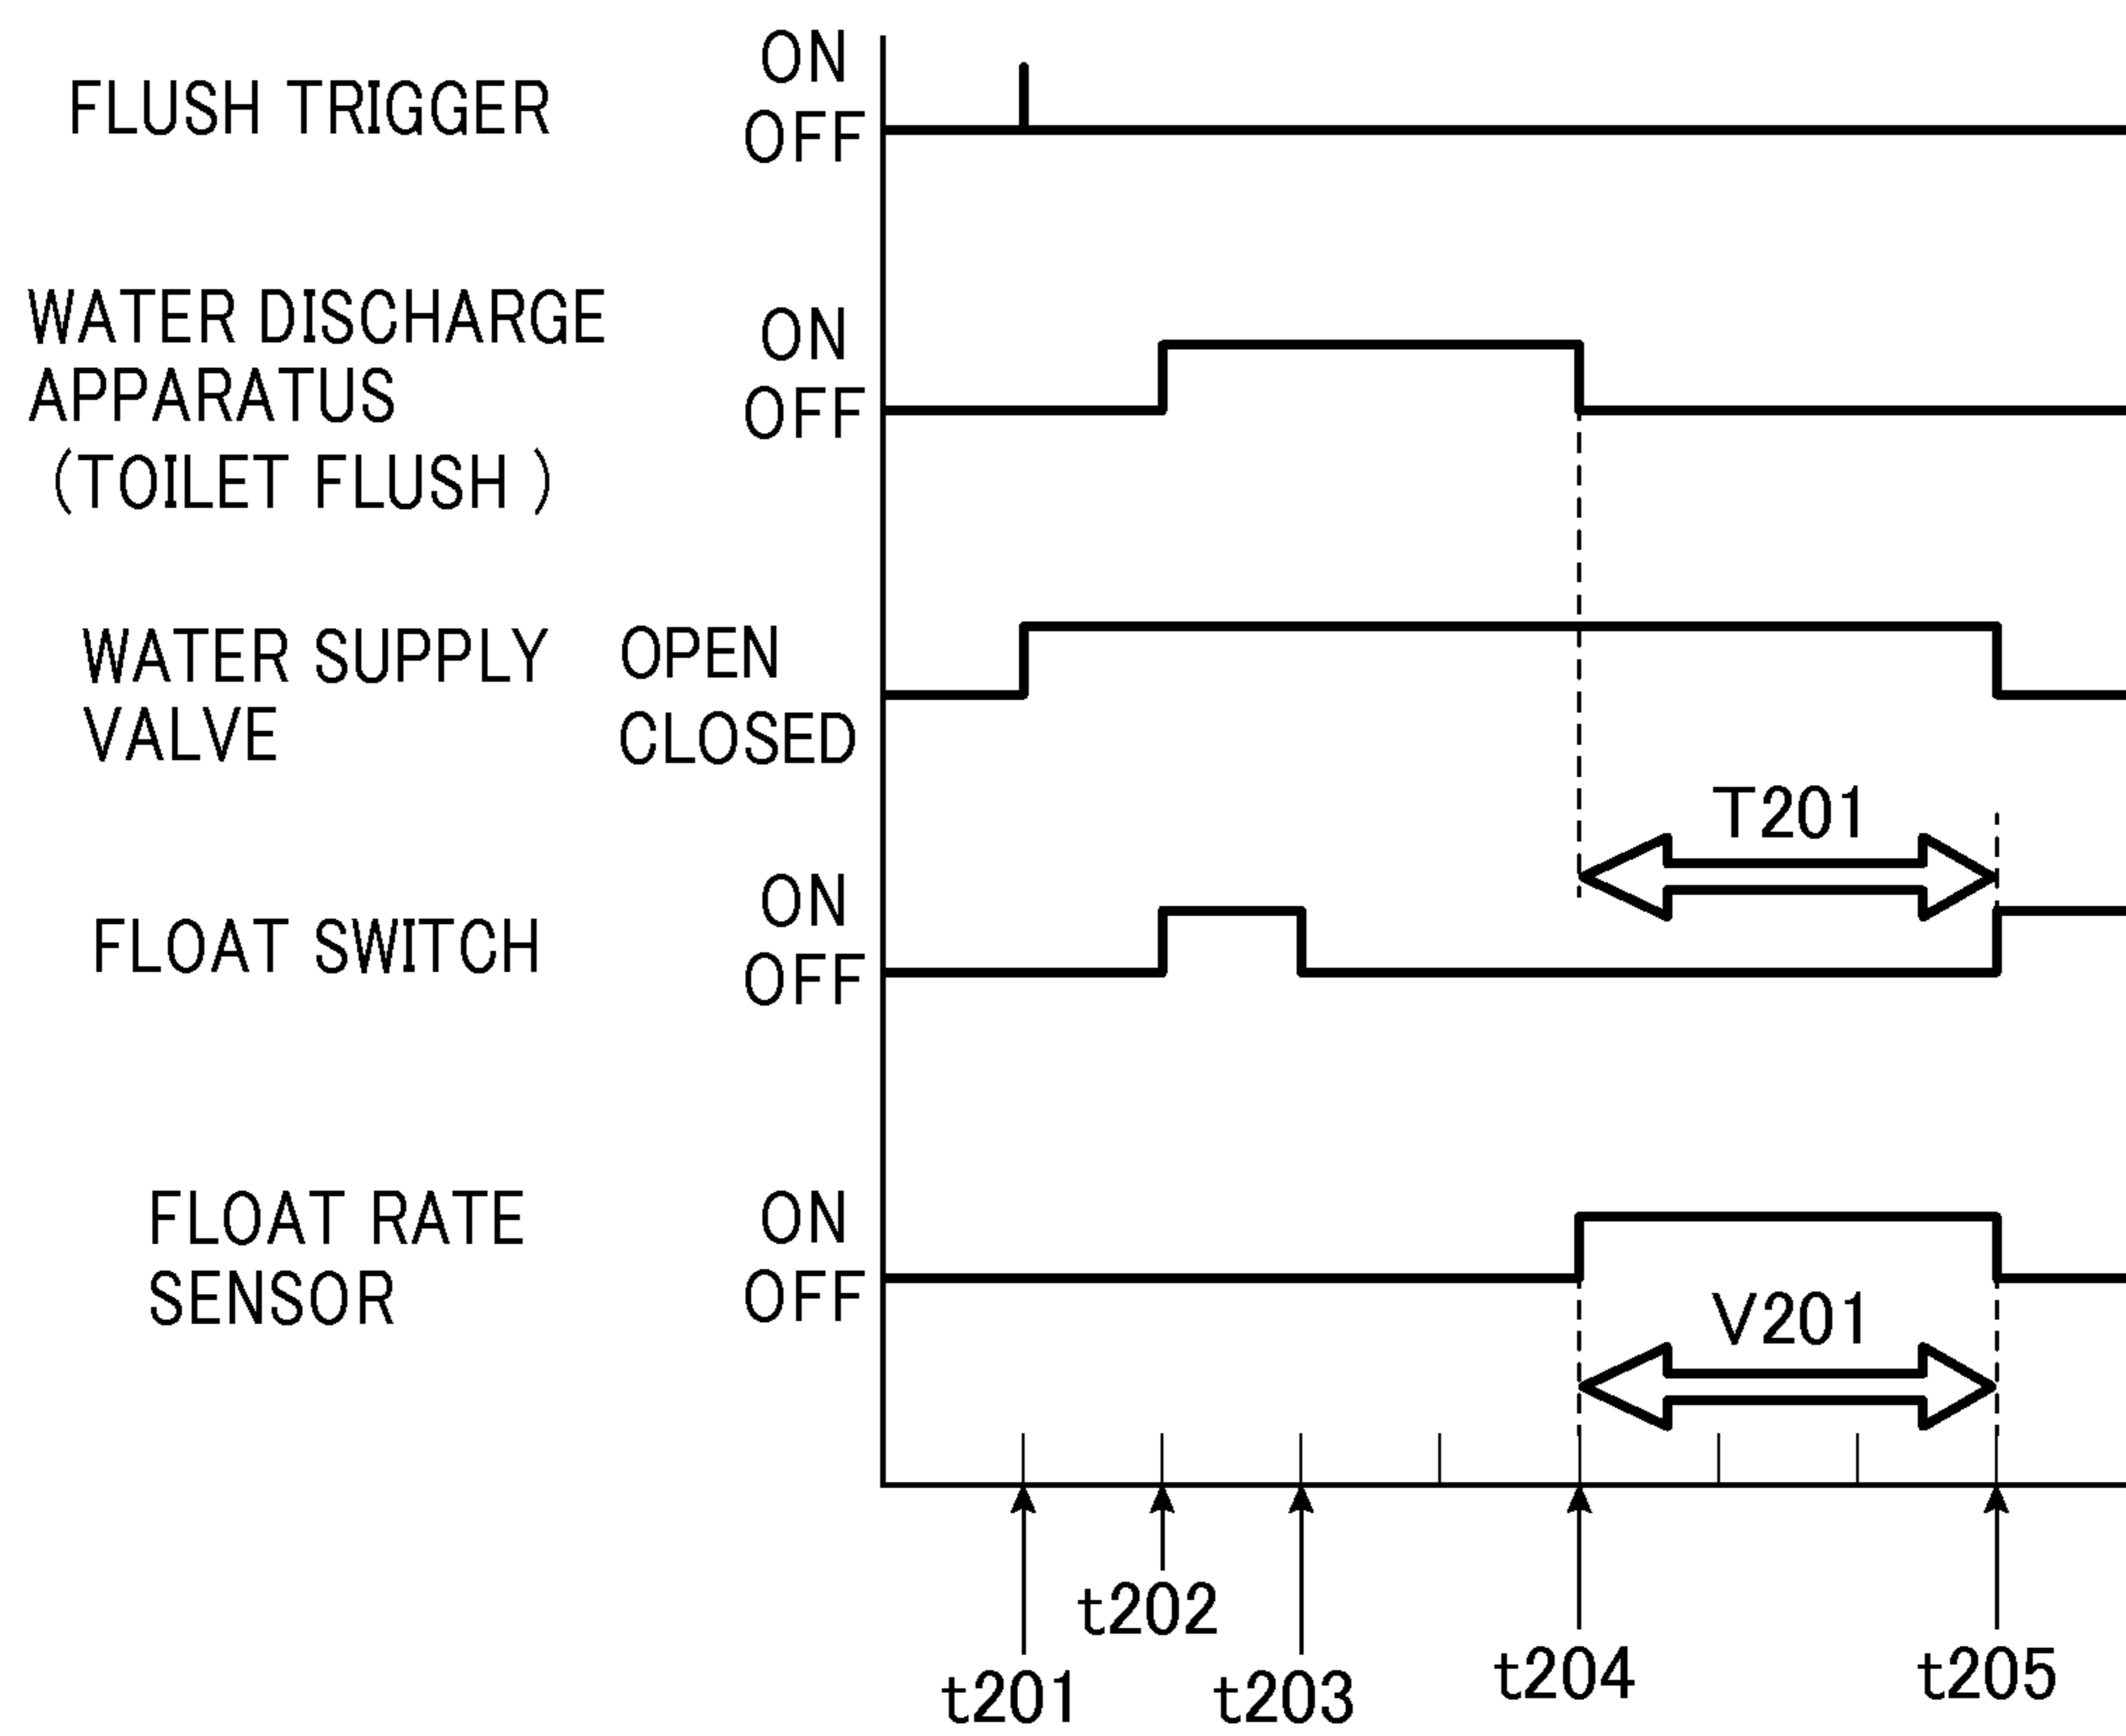 FLUSH TRIGGER
ON
OFF
WATER DISCHARGE
APPARATUS
(TOILET FLUSH )
ON
OFF
WATER SUPPLY
VALVE
OPEN
CLOSED
T201
FLOAT SWITCH
ON
OFF
FLOAT RATE
SENSOR
ON
OFF
V201
t201
t202
t203
t204
t205